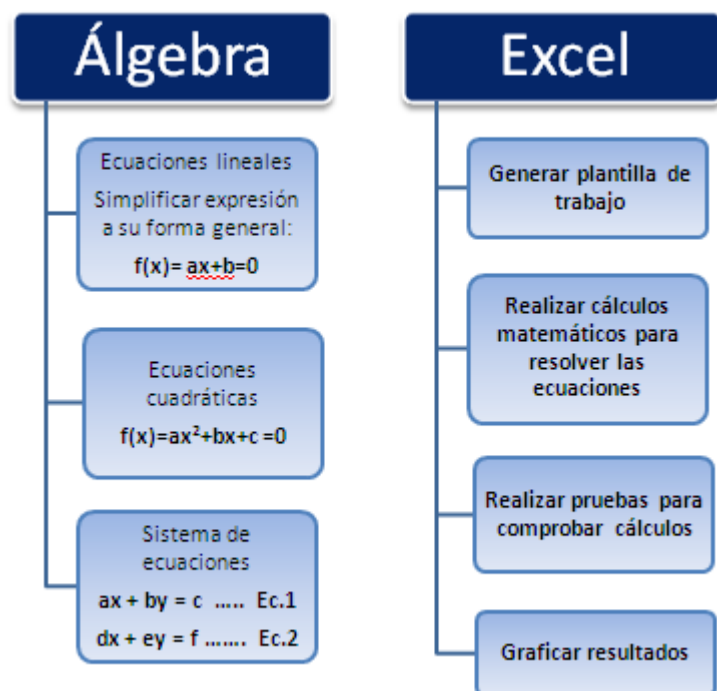 Álgebra
Ecuaciones lineales
Simplificar expresión
a su forma general:
f(x)= ax+b=0
Ecuaciones
cuadráticas
f(x)=ax²+bx+c =0
Sistema de
ecuaciones
ax + by = c ..... Ec.1
dx + ey = f ....... Ec.2
Excel
Generar plantilla de
trabajo
Realizar cálculos
matemáticos para
resolver las
ecuaciones
Realizar pruebas para
comprobar cálculos
Graficar resultados